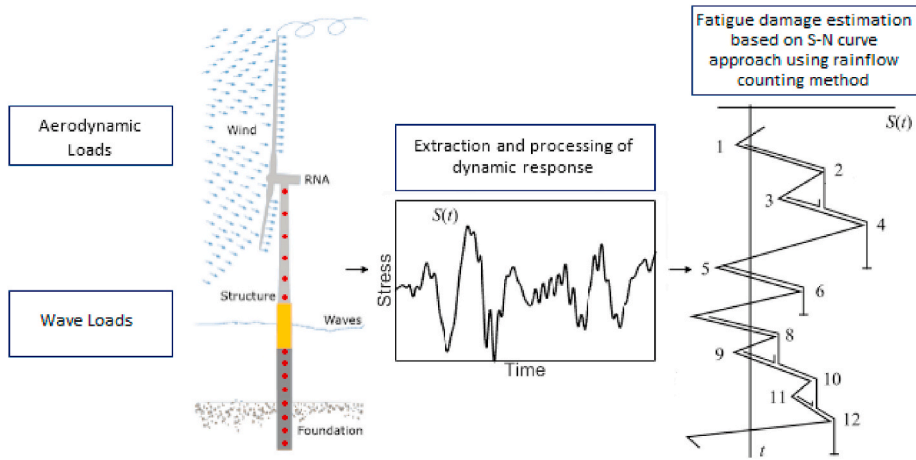 Aerodynamic
Loads
Wave Loads
Wind
RNA
Structure
Waves
Foundation
Extraction and processing of
dynamic response
S(t)
Stress
Time
Fatigue damage estimation
based on S-N curve
approach using rainflow
counting method
S(t)
1
2
3
4
5
6
8
9
10
11
12
t